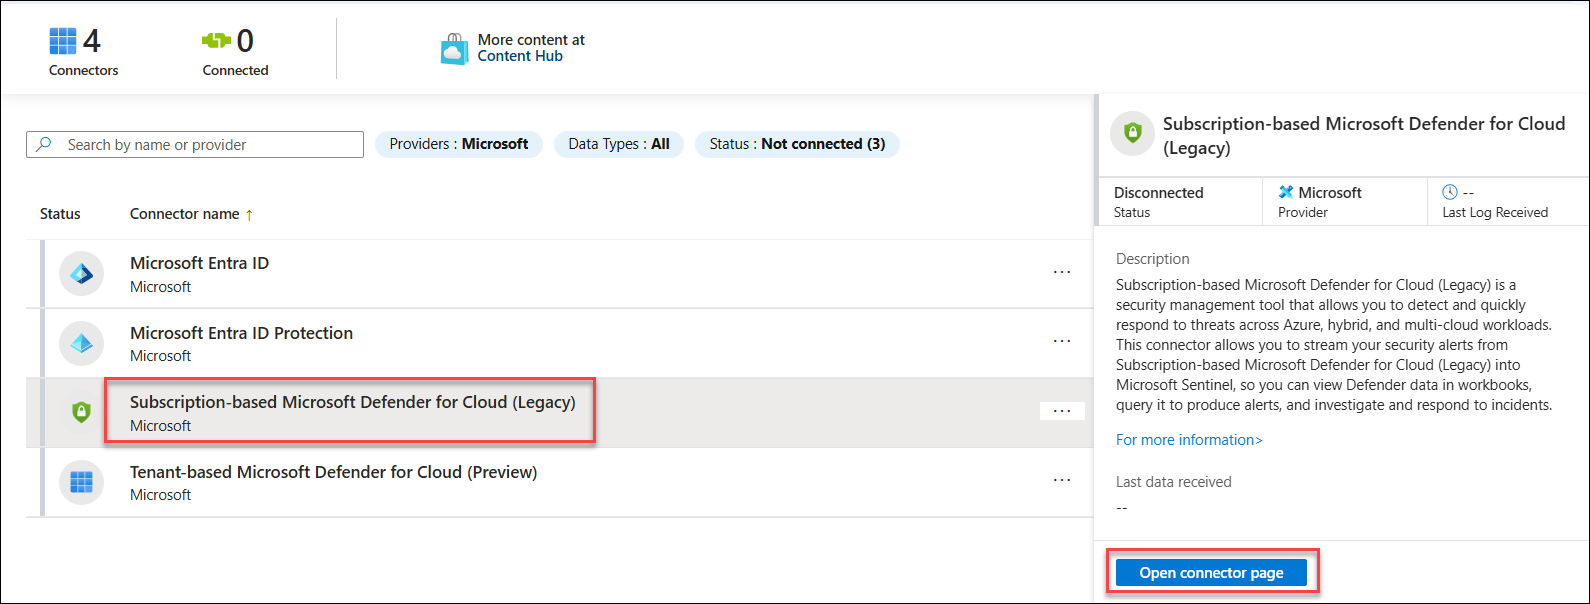 4
Connectors
0
Connected
More content at
Content Hub
Search by name or provider
Providers : Microsoft
Data Types : All
Status : Not connected (3)
Status
Connector name ↑
Microsoft Entra ID
Microsoft
...
Microsoft Entra ID Protection
Microsoft
...
Subscription-based Microsoft Defender for Cloud (Legacy)
Microsoft
...
Tenant-based Microsoft Defender for Cloud (Preview)
Microsoft
...
Subscription-based Microsoft Defender for Cloud
(Legacy)
Disconnected
Status
Microsoft
Provider
--
Last Log Received
Description
Subscription-based Microsoft Defender for Cloud (Legacy) is a
security management tool that allows you to detect and quickly
respond to threats across Azure, hybrid, and multi-cloud workloads.
This connector allows you to stream your security alerts from
Subscription-based Microsoft Defender for Cloud (Legacy) into
Microsoft Sentinel, so you can view Defender data in workbooks,
query it to produce alerts, and investigate and respond to incidents.
For more information>
Last data received
--
Open connector page